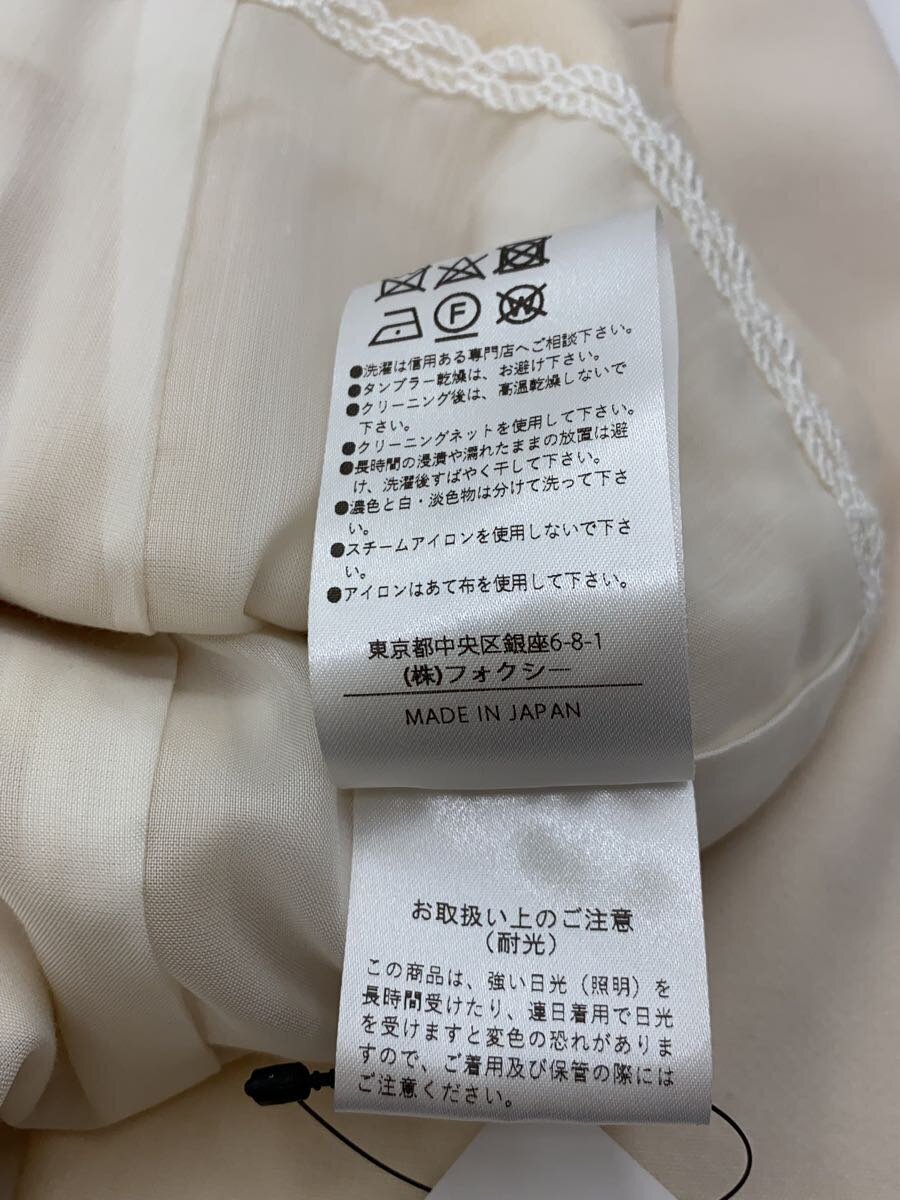 F
W
●洗濯は信用ある専門店へご相談下さい。
●タンブラー乾燥は、お避け下さい。
●クリーニング後は、高温乾燥しないで
下さい。
●クリーニングネットを使用して下さい。
●長時間の浸漬や濡れたままの放置は避
け、洗濯後すばやく干して下さい。
●濃色と白・淡色物は分けて洗って下さ
い。
●スチームアイロンを使用しないで下さ
い。
●アイロンはあて布を使用して下さい。
東京都中央区銀座6-8-1
(株)フォクシー
MADE IN JAPAN
お取扱い上のご注意
（耐光）
この商品は、強い日光（照明）を
長時間受けたり、連日着用で日光
を受けますと変色の恐れがありま
すので、ご着用及び保管の際には
ご注意ください。